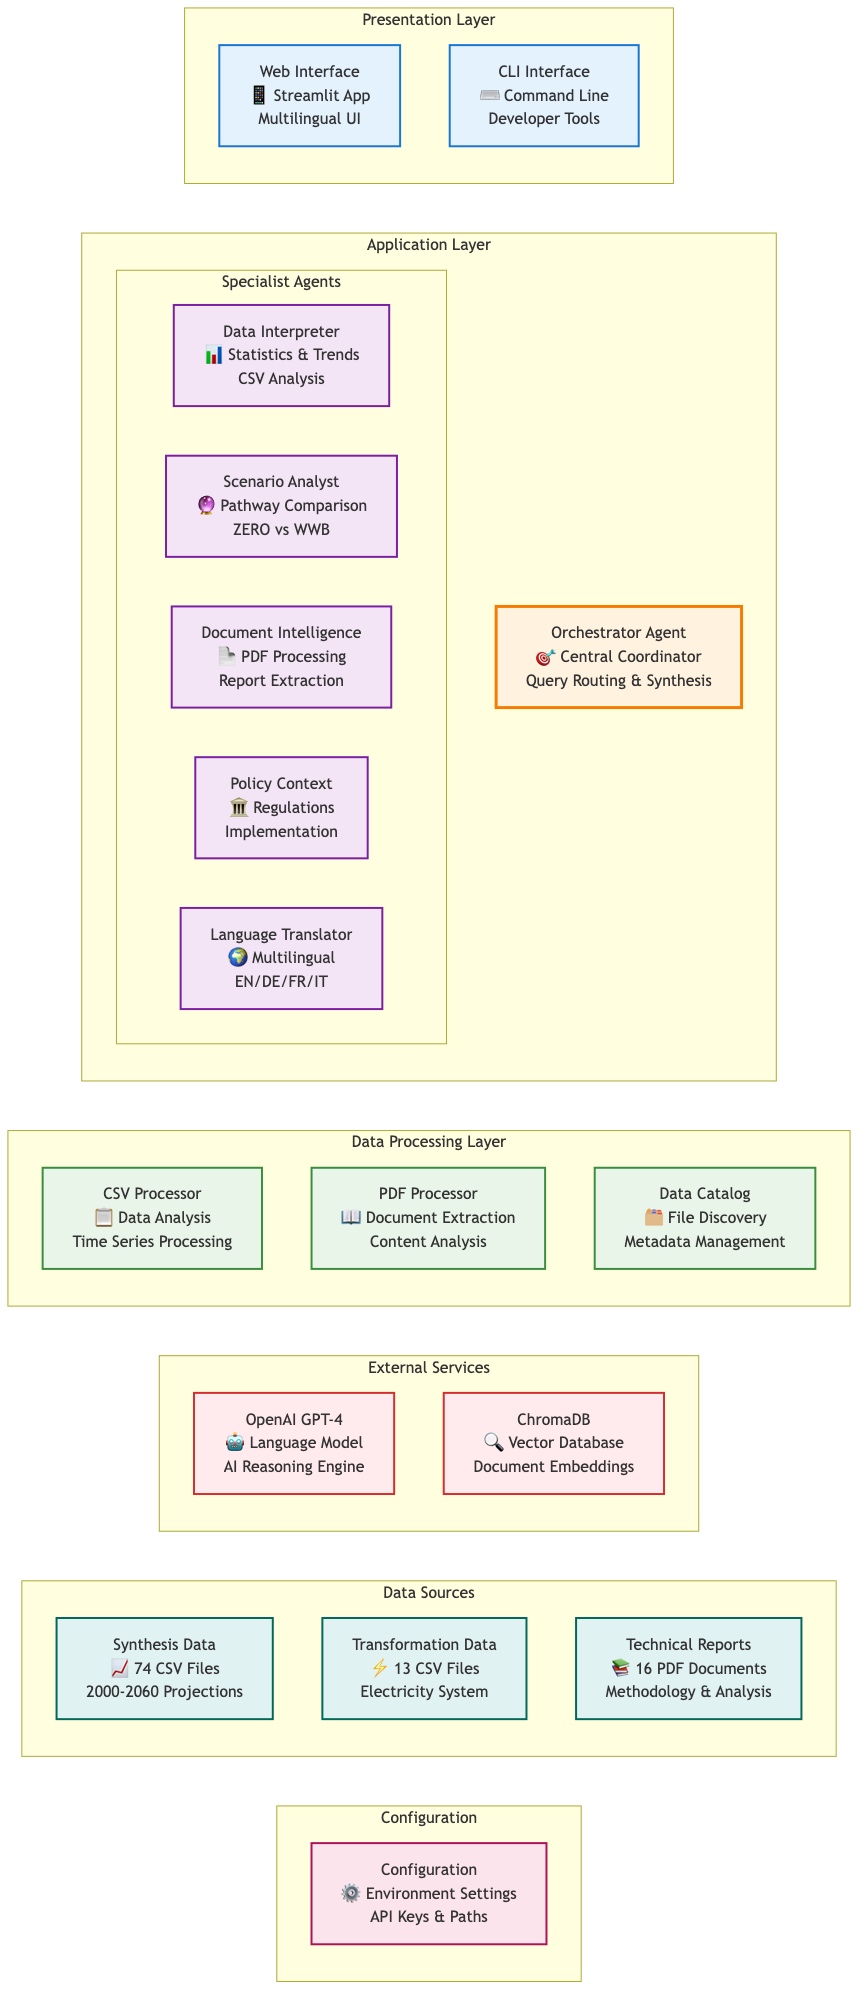 Presentation Layer
Web Interface
📱 Streamlit App
Multilingual UI
CLI Interface
⌨️ Command Line
Developer Tools
Application Layer
Specialist Agents
Data Interpreter
📊 Statistics & Trends
CSV Analysis
Scenario Analyst
🔮 Pathway Comparison
ZERO vs WWB
Document Intelligence
📄 PDF Processing
Report Extraction
Policy Context
🏛️ Regulations
Implementation
Language Translator
🌍 Multilingual
EN/DE/FR/IT
Orchestrator Agent
🎯 Central Coordinator
Query Routing & Synthesis
Data Processing Layer
CSV Processor
📋 Data Analysis
Time Series Processing
PDF Processor
📖 Document Extraction
Content Analysis
Data Catalog
🗂️ File Discovery
Metadata Management
External Services
OpenAI GPT-4
🤖 Language Model
AI Reasoning Engine
ChromaDB
🔍 Vector Database
Document Embeddings
Data Sources
Synthesis Data
📈 74 CSV Files
2000-2060 Projections
Transformation Data
⚡ 13 CSV Files
Electricity System
Technical Reports
📚 16 PDF Documents
Methodology & Analysis
Configuration
Configuration
⚙️ Environment Settings
API Keys & Paths